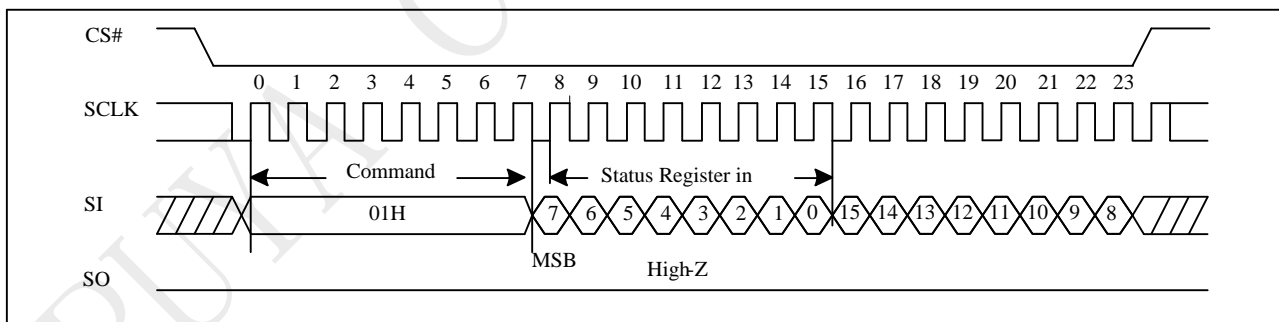 CS#
0 1 2 3 4 5 6 7 8 9 10 11 12 13 14 15 16 17 18 19 20 21 22 23
SCLK
Command Status Register in
SI 01H 7 6 5 4 3 2 1 0 15 14 13 12 11 10 9 8
MSB High-Z
SO
PUYA